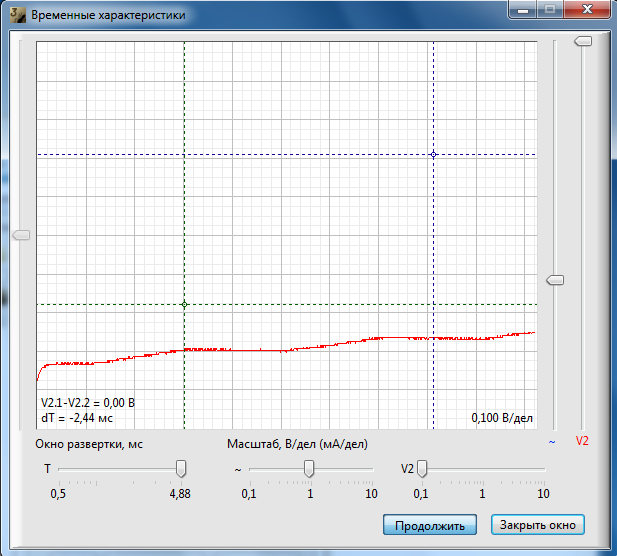 Временные характеристики
V2.1-V2.2 = 0,00 В
dT = -2,44 мс
0,100 В/дел
~
V2
Окно развертки, мс
Масштаб, В/дел (мА/дел)
T
~
V2
0,5
4,88
0,1
1
10
0,1
1
10
Продолжить
Закрыть окно